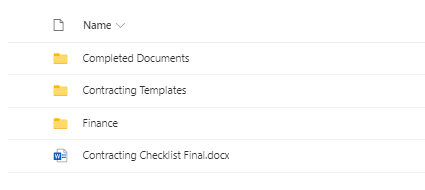 Name
Completed Documents
Contracting Templates
Finance
Contracting Checklist Final.docx